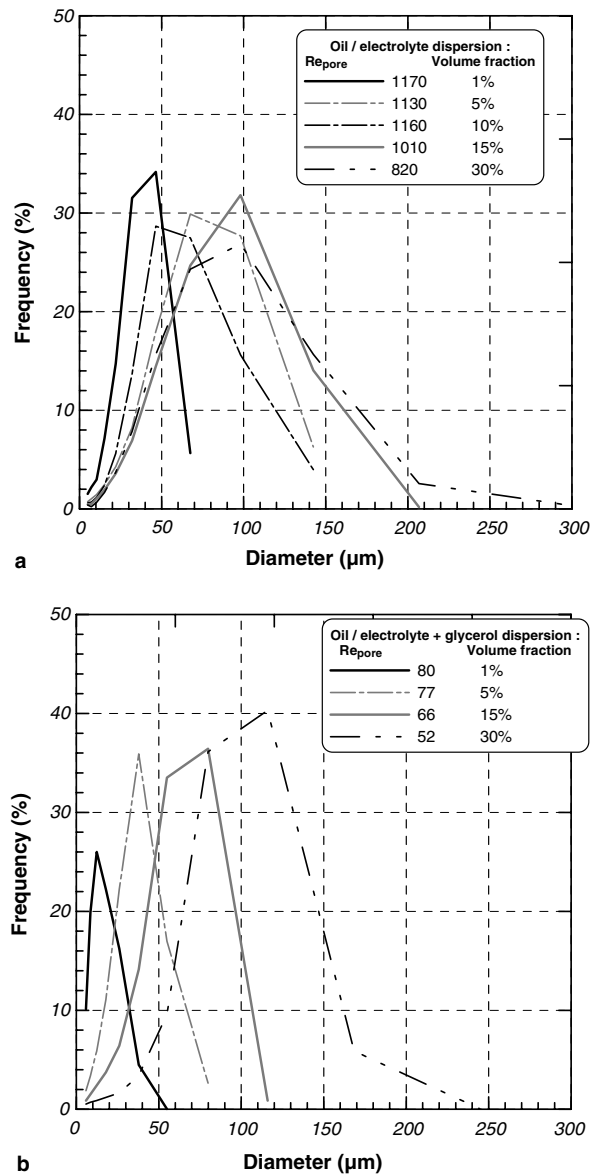 50
40
30
20
10
0
Frequency (%)
Oil / electrolyte dispersion :
Repore Volume fraction
1170 1%
1130 5%
1160 10%
1010 15%
820 30%
0 50 100 150 200 250 300
Diameter (μm)
a
50
40
30
20
10
0
Frequency (%)
Oil / electrolyte + glycerol dispersion :
Repore Volume fraction
80 1%
77 5%
66 15%
52 30%
0 50 100 150 200 250 300
Diameter (μm)
b